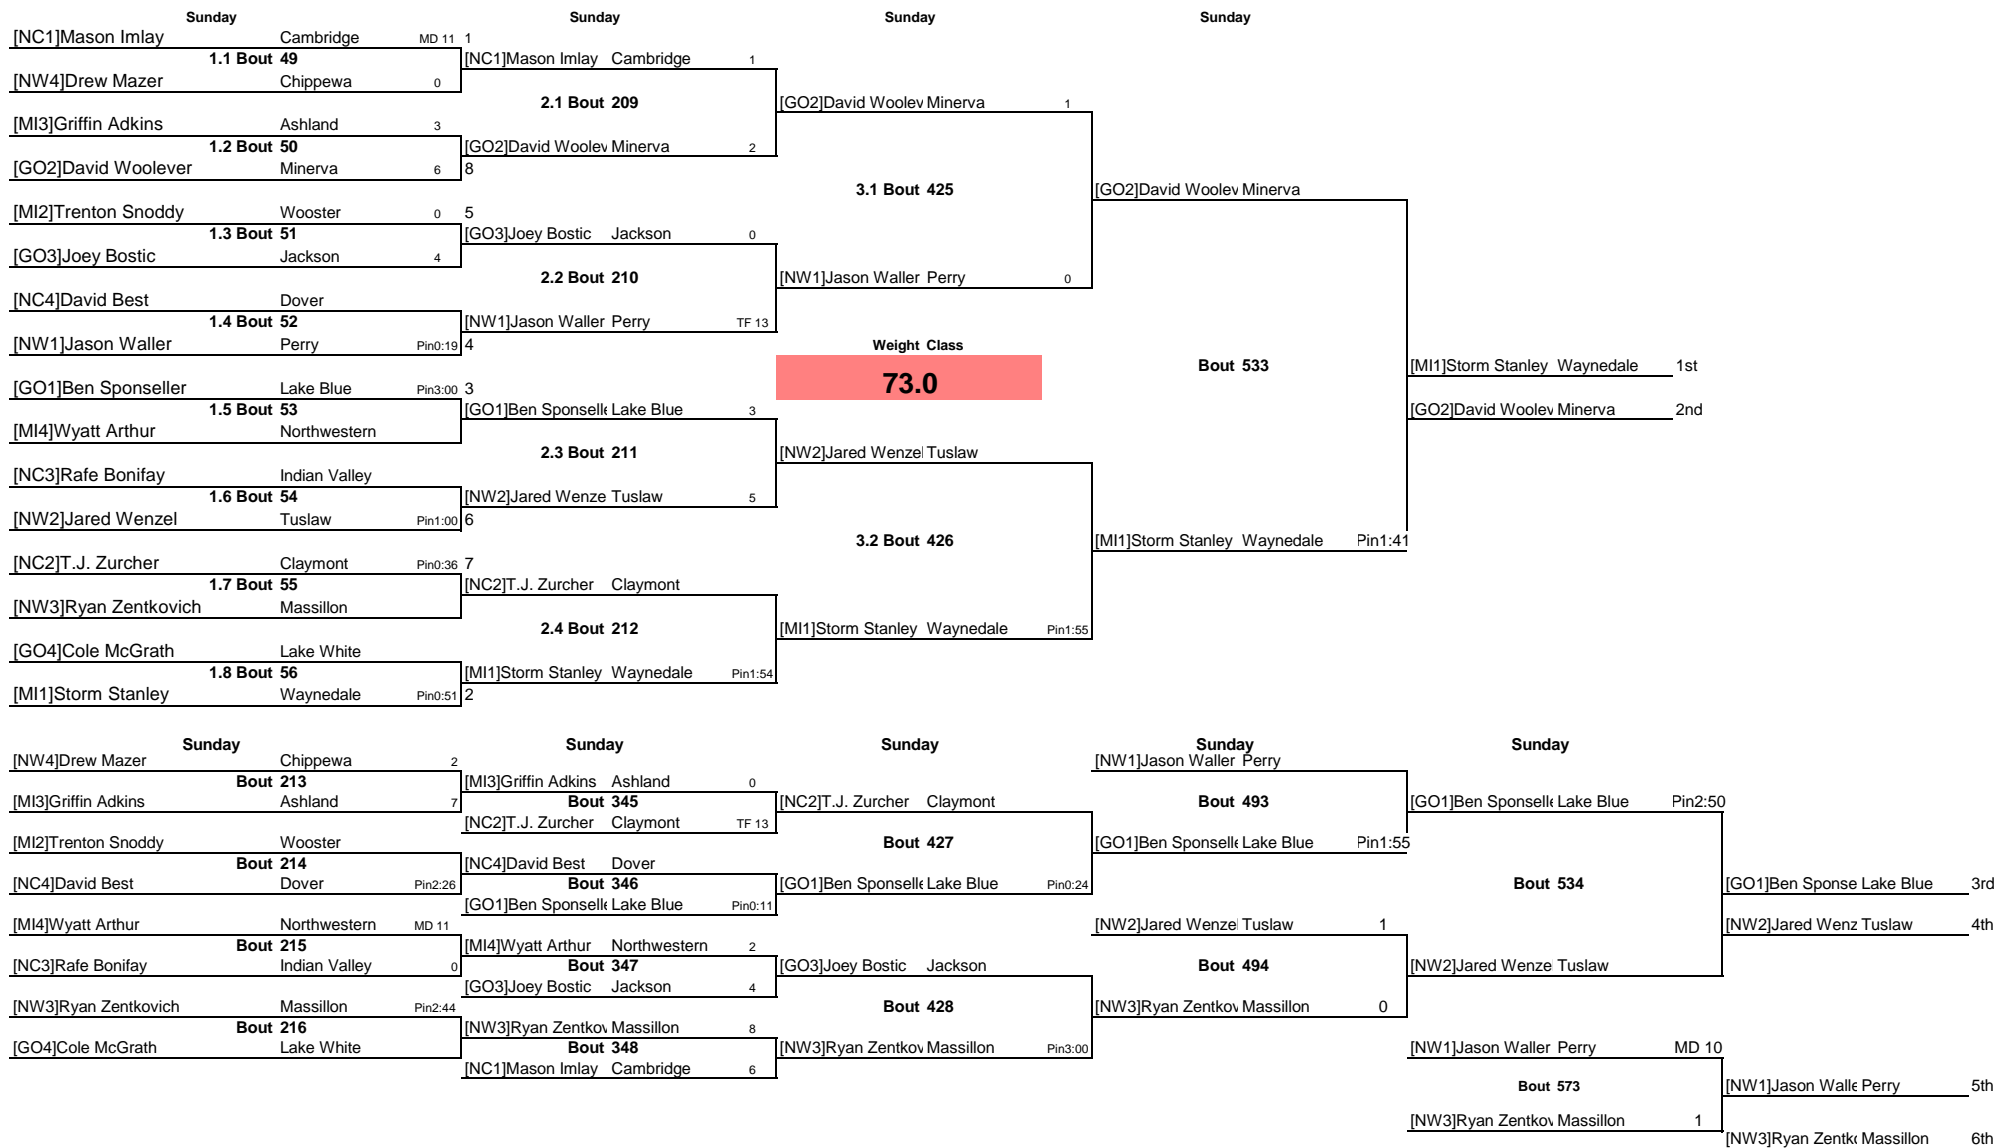 Sunday Sunday Sunday Sunday
[NC1]Mason Imlay Cambridge MD 11 1
1.1 Bout 49 [NC1]Mason Imlay Cambridge 1
[NW4]Drew Mazer Chippewa 0
2.1 Bout 209 [GO2]David Woolev Minerva 1
[MI3]Griffin Adkins Ashland 3
1.2 Bout 50 [GO2]David Woolev Minerva 2
[GO2]David Woolever Minerva 6 8
3.1 Bout 425 [GO2]David Woolev Minerva
[MI2]Trenton Snoddy Wooster 0 5
1.3 Bout 51 [GO3]Joey Bostic Jackson 0
[GO3]Joey Bostic Jackson 4
2.2 Bout 210 [NW1]Jason Waller Perry 0
[NC4]David Best Dover
1.4 Bout 52 [NW1]Jason Waller Perry TF 13
[NW1]Jason Waller Perry Pin0:19 4 Weight Class
Bout 533 [MI1]Storm Stanley Waynedale 1st
[GO1]Ben Sponseller Lake Blue Pin3:00 3 73.0
1.5 Bout 53 [GO1]Ben Sponselle Lake Blue 3 [GO2]David Woolev Minerva 2nd
[MI4]Wyatt Arthur Northwestern
2.3 Bout 211 [NW2]Jared Wenzel Tuslaw
[NC3]Rafe Bonifay Indian Valley
1.6 Bout 54 [NW2]Jared Wenze Tuslaw 5
[NW2]Jared Wenzel Tuslaw Pin1:00 6
3.2 Bout 426 [MI1]Storm Stanley Waynedale Pin1:41
[NC2]T.J. Zurcher Claymont Pin0:36 7
1.7 Bout 55 [NC2]T.J. Zurcher Claymont
[NW3]Ryan Zentkovich Massillon
2.4 Bout 212 [MI1]Storm Stanley Waynedale Pin1:55
[GO4]Cole McGrath Lake White
1.8 Bout 56 [MI1]Storm Stanley Waynedale Pin1:54
[MI1]Storm Stanley Waynedale Pin0:51 2
Sunday Sunday Sunday Sunday Sunday
[NW4]Drew Mazer Chippewa 2 [NW1]Jason Waller Perry
Bout 213 [MI3]Griffin Adkins Ashland 0
[MI3]Griffin Adkins Ashland 7 Bout 345 [NC2]T.J. Zurcher Claymont Bout 493 [GO1]Ben Sponselle Lake Blue Pin2:50
[NC2]T.J. Zurcher Claymont TF 13
[MI2]Trenton Snoddy Wooster Bout 427 [GO1]Ben Sponselle Lake Blue Pin1:55
Bout 214 [NC4]David Best Dover
[NC4]David Best Dover Pin2:26 Bout 346 [GO1]Ben Sponselle Lake Blue Pin0:24 Bout 534 [GO1]Ben Sponse Lake Blue 3rd
[GO1]Ben Sponselle Lake Blue Pin0:11
[MI4]Wyatt Arthur Northwestern MD 11 [NW2]Jared Wenzel Tuslaw 1 [NW2]Jared Wenz Tuslaw 4th
Bout 215 [MI4]Wyatt Arthur Northwestern 2
[NC3]Rafe Bonifay Indian Valley 0 Bout 347 [GO3]Joey Bostic Jackson Bout 494 [NW2]Jared Wenze Tuslaw
[GO3]Joey Bostic Jackson 4
[NW3]Ryan Zentkovich Massillon Pin2:44 Bout 428 [NW3]Ryan Zentkov Massillon 0
Bout 216 [NW3]Ryan Zentkov Massillon 8
[GO4]Cole McGrath Lake White Bout 348 [NW3]Ryan Zentkov Massillon Pin3:00 [NW1]Jason Waller Perry MD 10
[NC1]Mason Imlay Cambridge 6
Bout 573 [NW1]Jason Walle Perry 5th
[NW3]Ryan Zentkov Massillon 1
[NW3]Ryan Zentk Massillon 6th